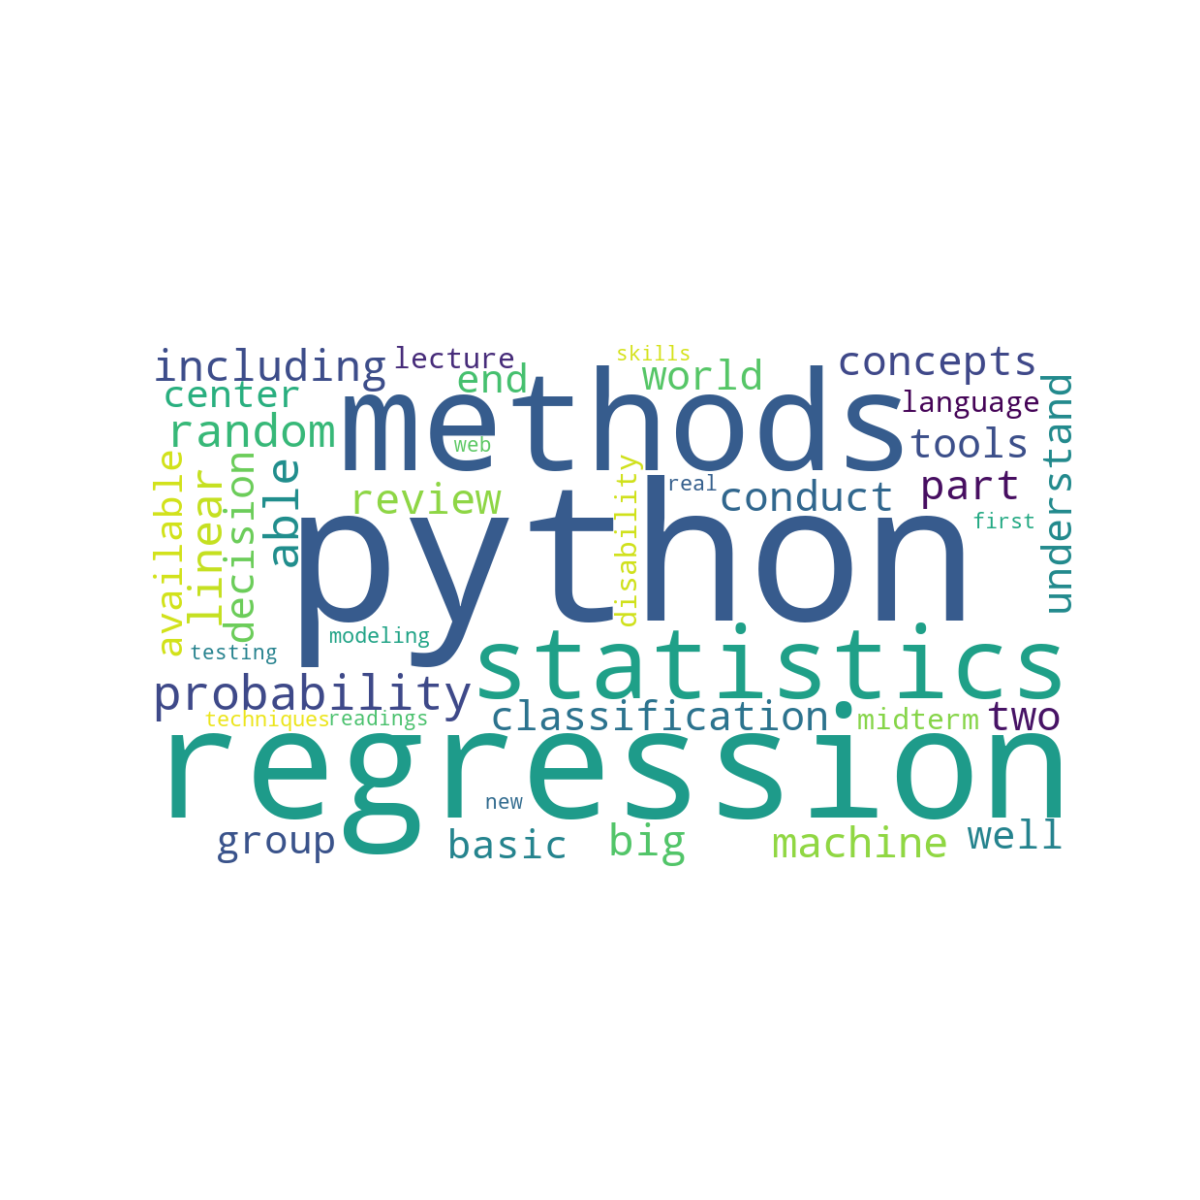 including
lecture
skills
concepts
center
end
world
methods
language
random
web
tools
understand
available
linear
decision
able
review
disability
real
conduct
part
first
python
modeling
testing
statistics
probability
techniques
readings
classification
midterm
two
regression
new
group
basic
big
machine
well